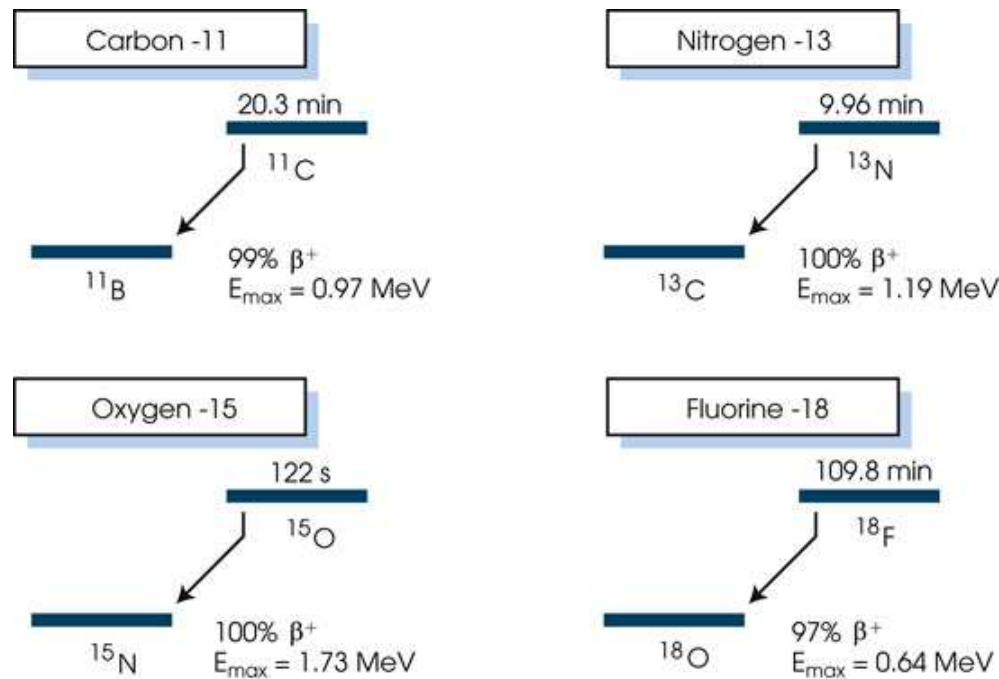 Carbon -11
20.3 min
¹¹C
¹¹B
99% β⁺
Eₘₐₓ = 0.97 MeV
Nitrogen -13
9.96 min
¹³N
¹³C
100% β⁺
Eₘₐₓ = 1.19 MeV
Oxygen -15
122 s
¹⁵O
¹⁵N
100% β⁺
Eₘₐₓ = 1.73 MeV
Fluorine -18
109.8 min
¹⁸F
¹⁸O
97% β⁺
Eₘₐₓ = 0.64 MeV